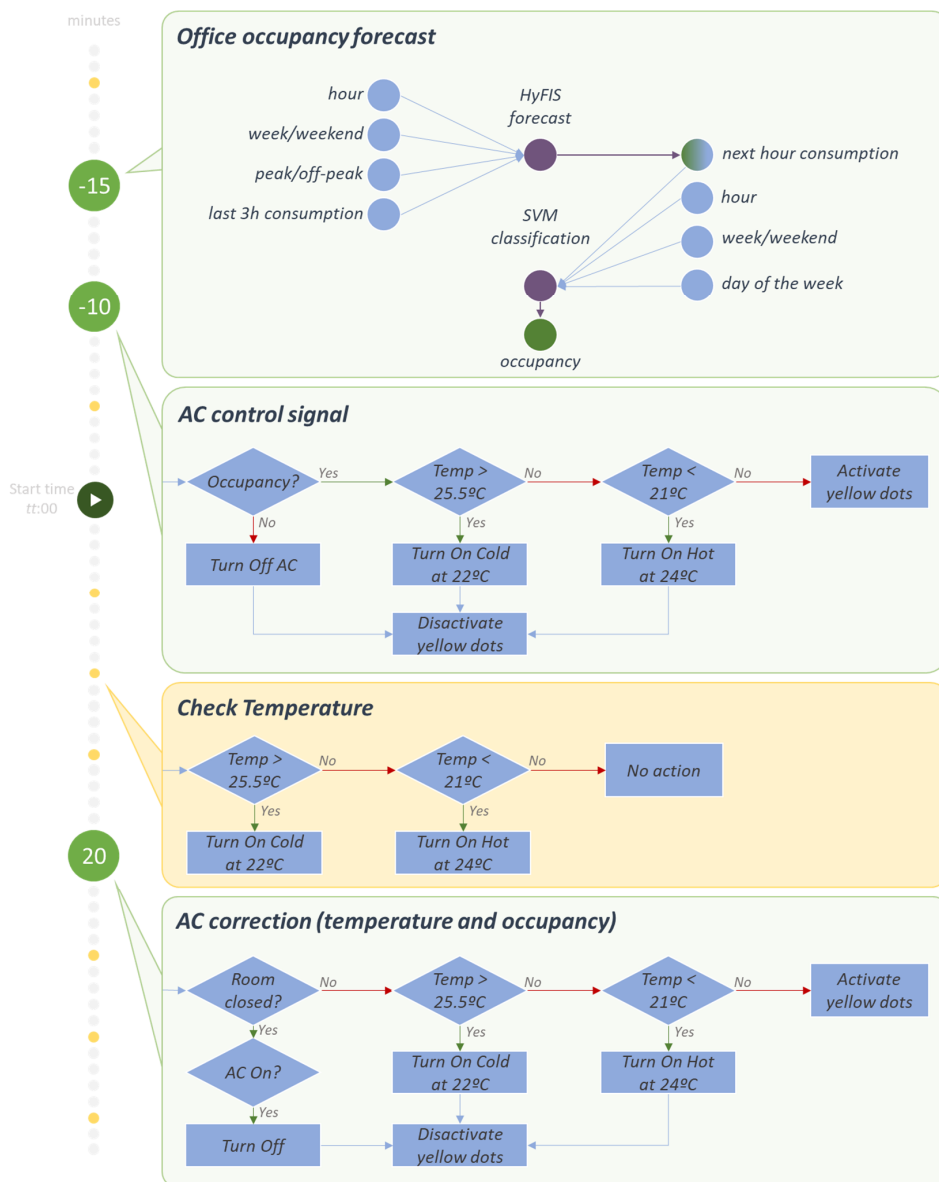 minutes
Office occupancy forecast
hour
week/weekend
peak/off-peak
last 3h consumption
HyFIS
forecast
next hour consumption
hour
week/weekend
day of the week
SVM
classification
occupancy
-15
-10
AC control signal
Occupancy?
Yes
Temp >
25.5ºC
No
Temp <
21ºC
No
Activate
yellow dots
No
Yes
Yes
Turn Off AC
Turn On Cold
at 22ºC
Turn On Hot
at 24ºC
Disactivate
yellow dots
Start time
tt:00
Check Temperature
Temp >
25.5ºC
No
Temp <
21ºC
No
No action
Yes
Yes
Turn On Cold
at 22ºC
Turn On Hot
at 24ºC
20
AC correction (temperature and occupancy)
Room
closed?
No
Temp >
25.5ºC
No
Temp <
21ºC
No
Activate
yellow dots
Yes
Yes
Yes
AC On?
Turn On Cold
at 22ºC
Turn On Hot
at 24ºC
Yes
Turn Off
Disactivate
yellow dots